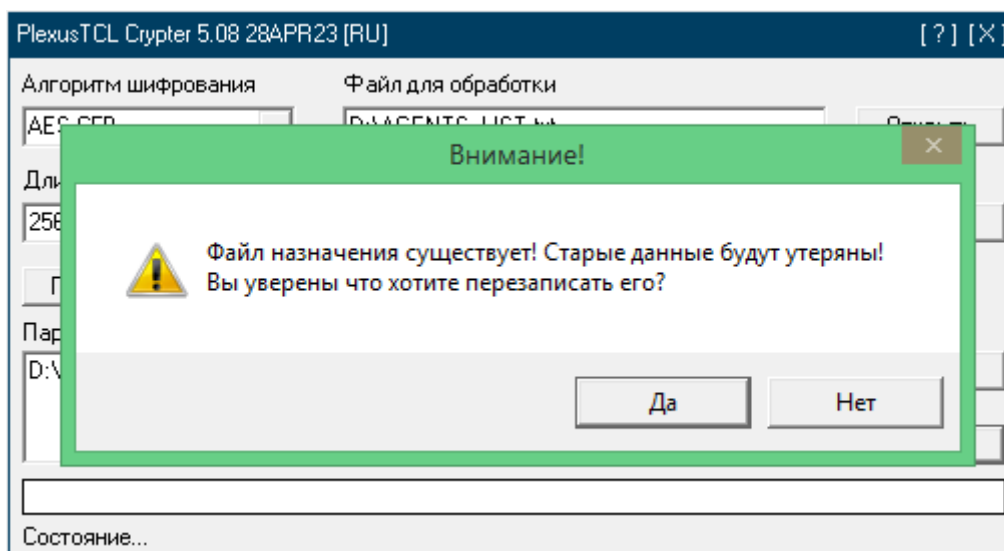 PlexusTCL Crypter 5.08 28APR23 [RU] [ ? ] [X]
Алгоритм шифрования Файл для обработки
Внимание!
256
Файл назначения существует! Старые данные будут утеряны!
Вы уверены что хотите перезаписать его?
D:\
Да Нет
Состояние...